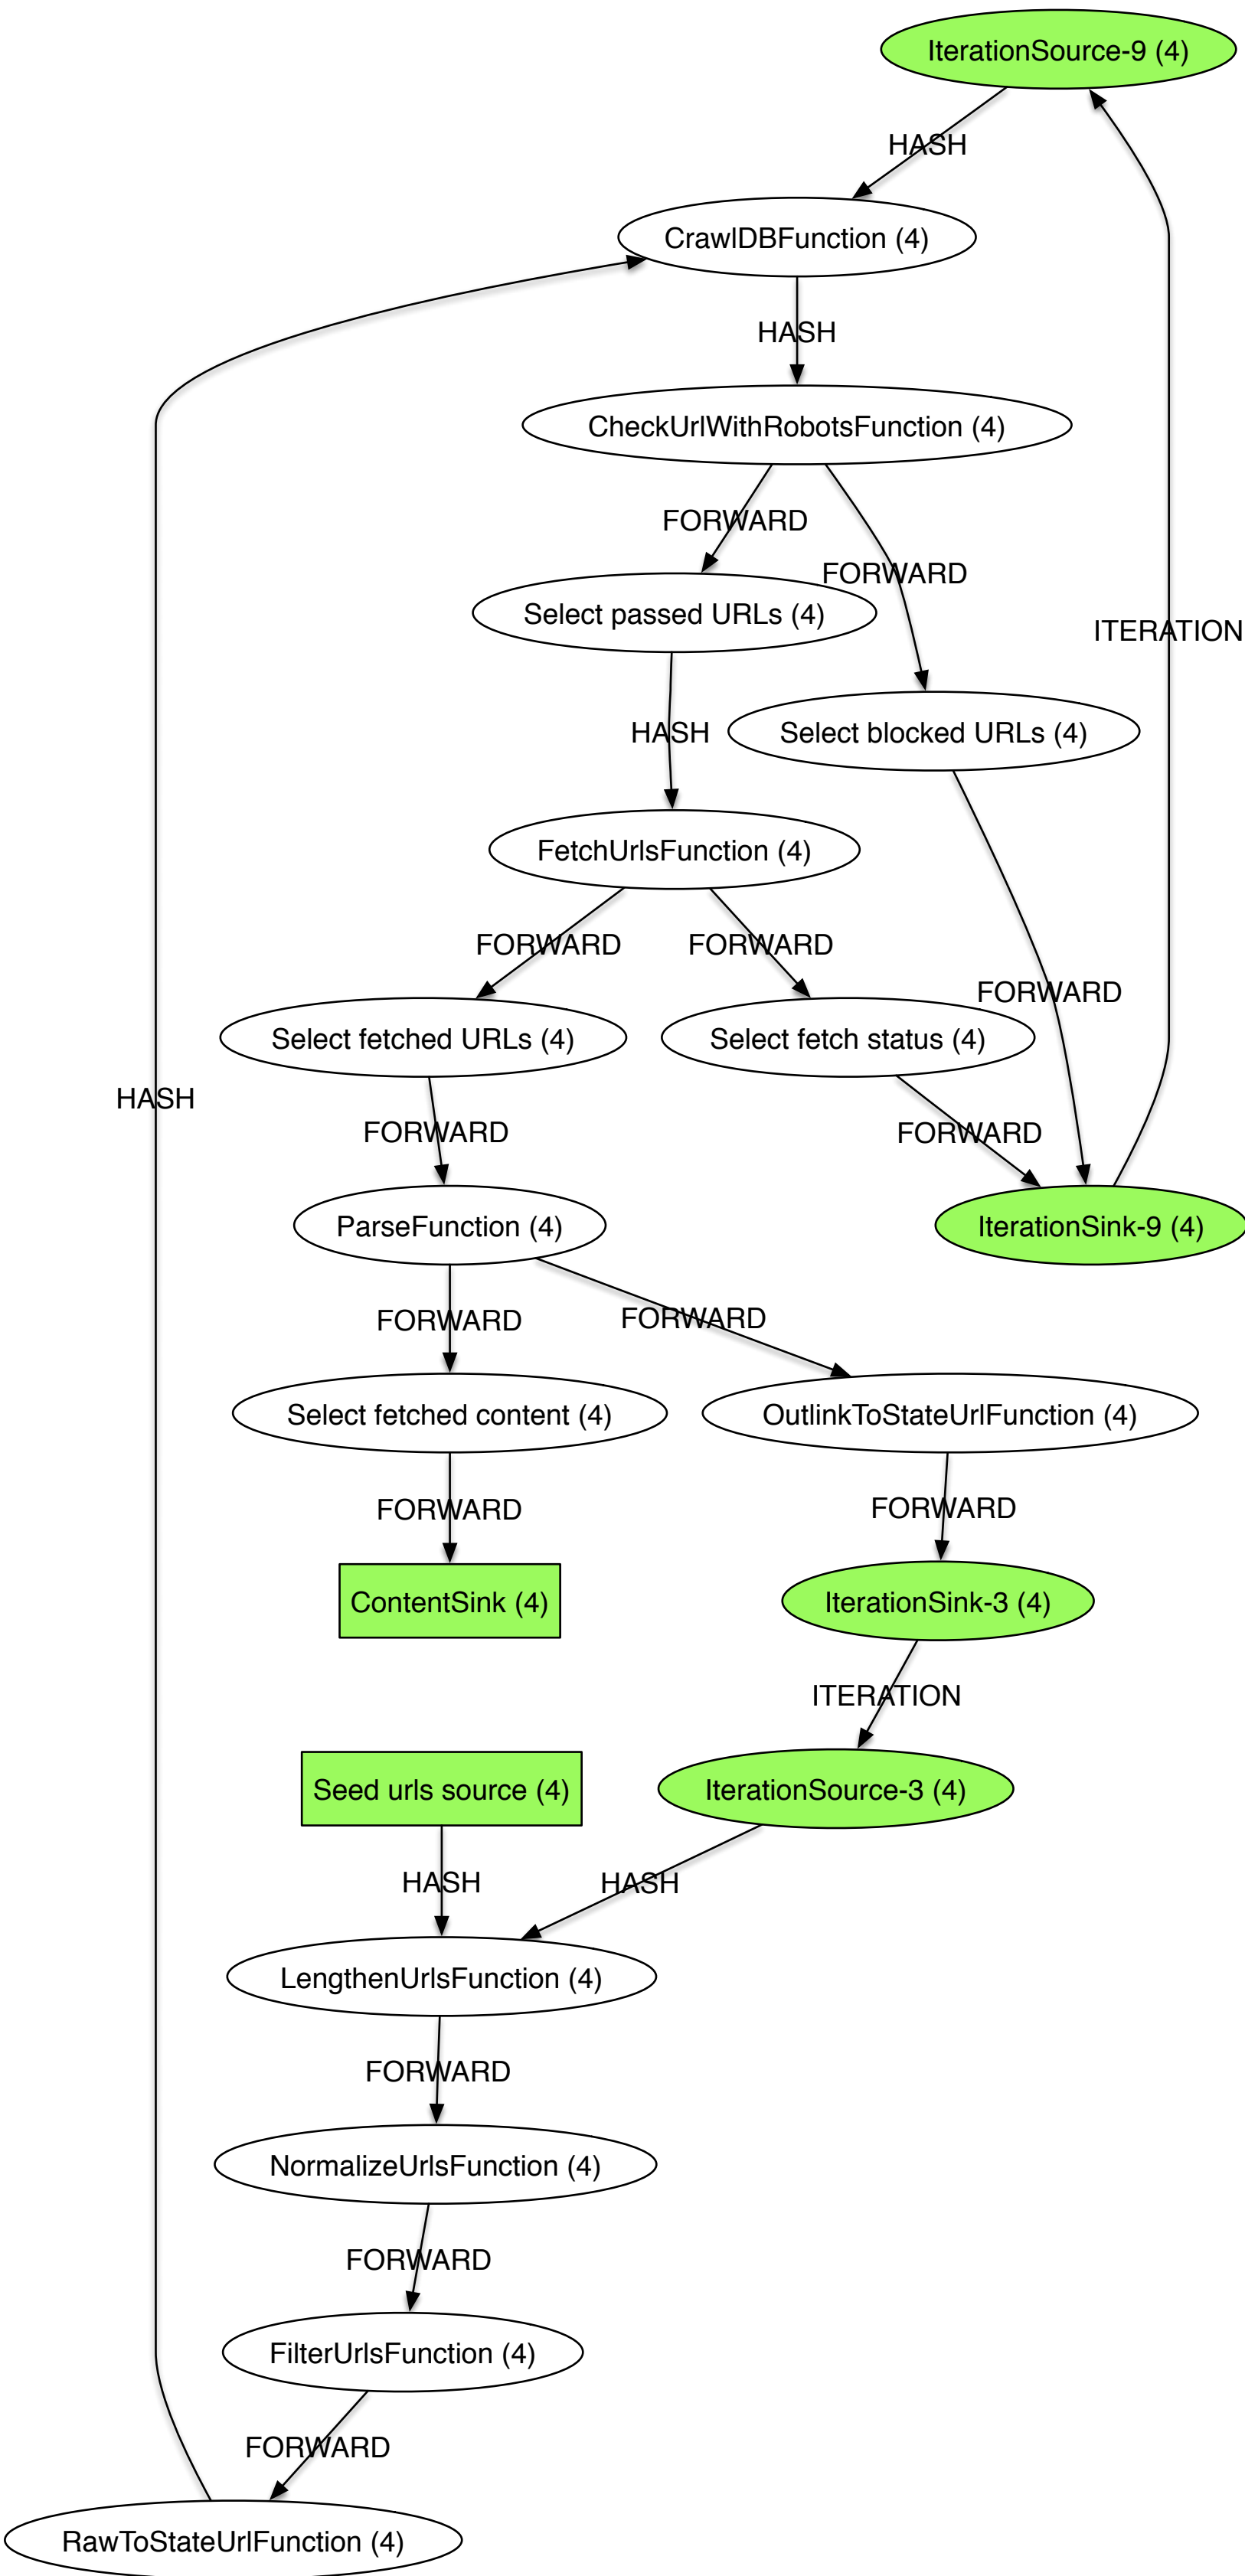 IterationSource-9 (4)
HASH
CrawlDBFunction (4)
HASH
CheckUrlWithRobotsFunction (4)
FORWARD
FORWARD
Select passed URLs (4)
ITERATION
HASH
Select blocked URLs (4)
FetchUrlsFunction (4)
FORWARD
FORWARD
FORWARD
Select fetched URLs (4)
Select fetch status (4)
HASH
FORWARD
FORWARD
ParseFunction (4)
IterationSink-9 (4)
FORWARD
FORWARD
Select fetched content (4)
OutlinkToStateUrlFunction (4)
FORWARD
FORWARD
ContentSink (4)
IterationSink-3 (4)
ITERATION
Seed urls source (4)
IterationSource-3 (4)
HASH
HASH
LengthenUrlsFunction (4)
FORWARD
NormalizeUrlsFunction (4)
FORWARD
FilterUrlsFunction (4)
FORWARD
RawToStateUrlFunction (4)